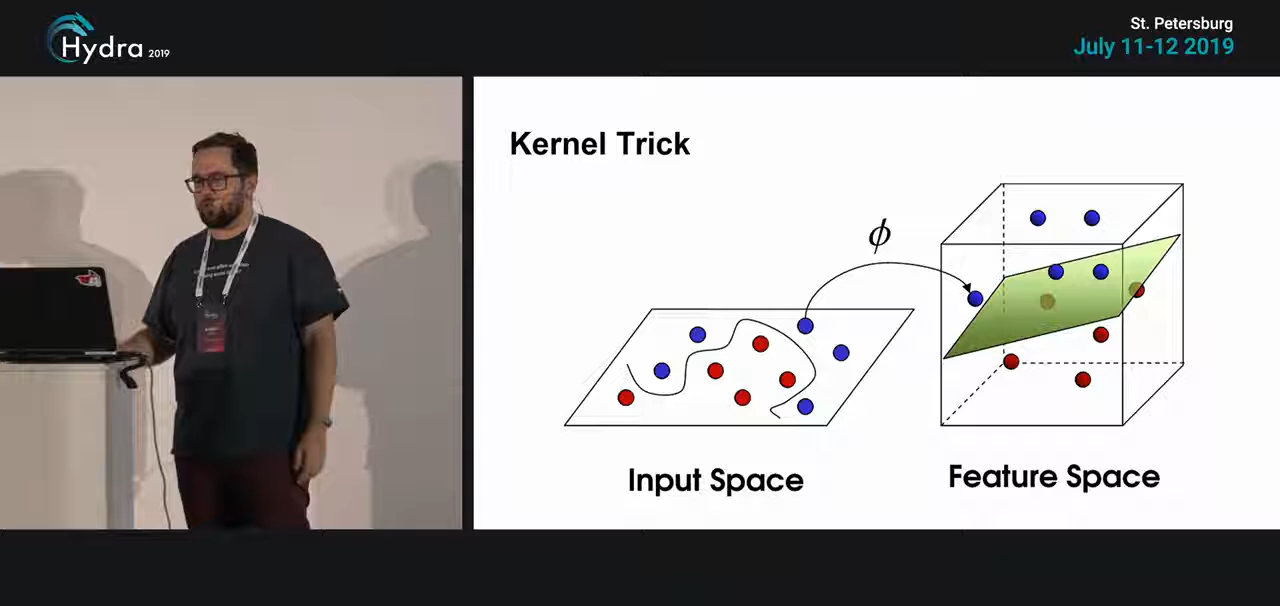 Hydra 2019
St. Petersburg
July 11-12 2019
Kernel Trick
ϕ
Input Space
Feature Space